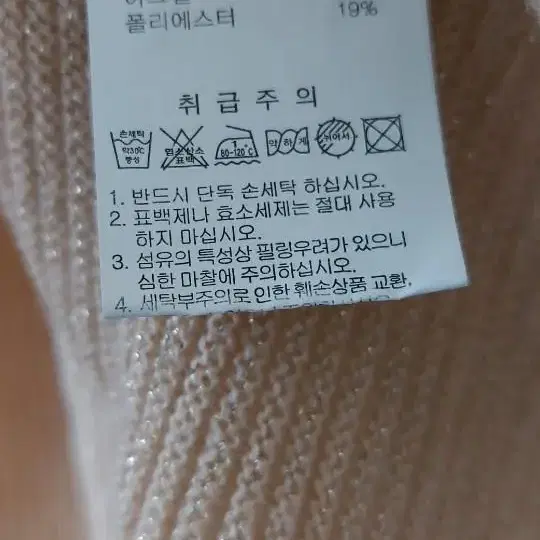 폴리에스터 19%
취급주의
손세탁 약30℃ 중성
염소산소 표백
1 80~120℃
약하게
뉘어서
1. 반드시 단독 손세탁 하십시오.
2. 표백제나 효소세제는 절대 사용
하지 마십시오.
3. 섬유의 특성상 필링우려가 있으니
심한 마찰에 주의하십시오.
4. 세탁부주의로 인한 훼손상품 교환,